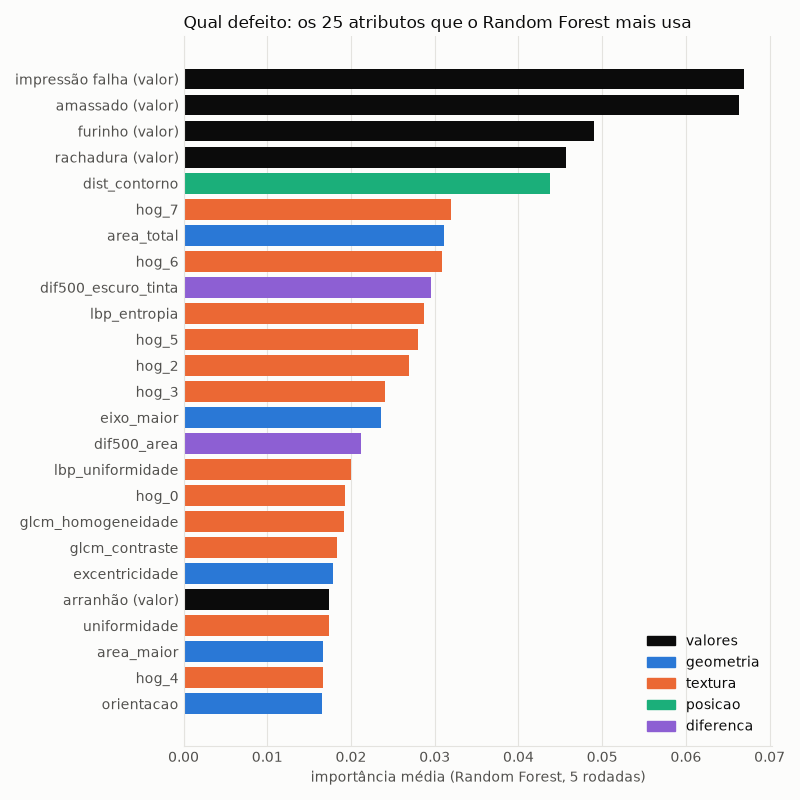 Qual defeito: os 25 atributos que o Random Forest mais usa
impressão falha (valor)
amassado (valor)
furinho (valor)
rachadura (valor)
dist_contorno
hog_7
area_total
hog_6
dif500_escuro_tinta
lbp_entropia
hog_5
hog_2
hog_3
eixo_maior
dif500_area
lbp_uniformidade
hog_0
glcm_homogeneidade
glcm_contraste
excentricidade
arranhão (valor)
uniformidade
area_maior
hog_4
orientacao
valores
geometria
textura
posicao
diferenca
0.00 0.01 0.02 0.03 0.04 0.05 0.06 0.07
importância média (Random Forest, 5 rodadas)